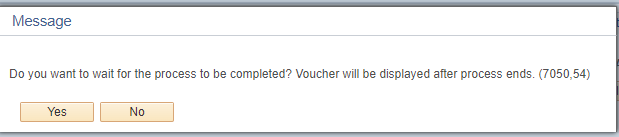 Message
Do you want to wait for the process to be completed? Voucher will be displayed after process ends. (7050,54)
Yes No